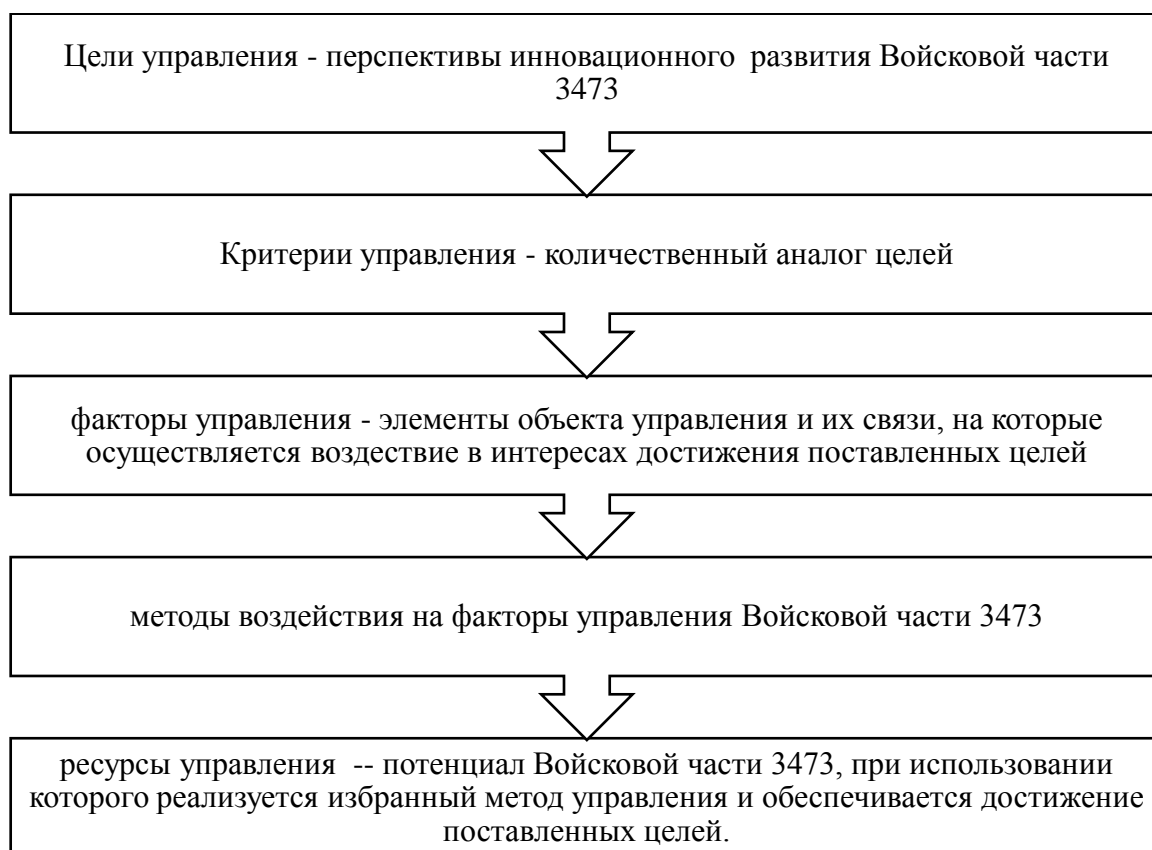 Цели управления - перспективы инновационного развития Войсковой части
3473
Критерии управления - количественный аналог целей
факторы управления - элементы объекта управления и их связи, на которые
осуществляется воздествие в интересах достижения поставленных целей
методы воздействия на факторы управления Войсковой части 3473
ресурсы управления -- потенциал Войсковой части 3473, при использовании
которого реализуется избранный метод управления и обеспечивается достижение
поставленных целей.